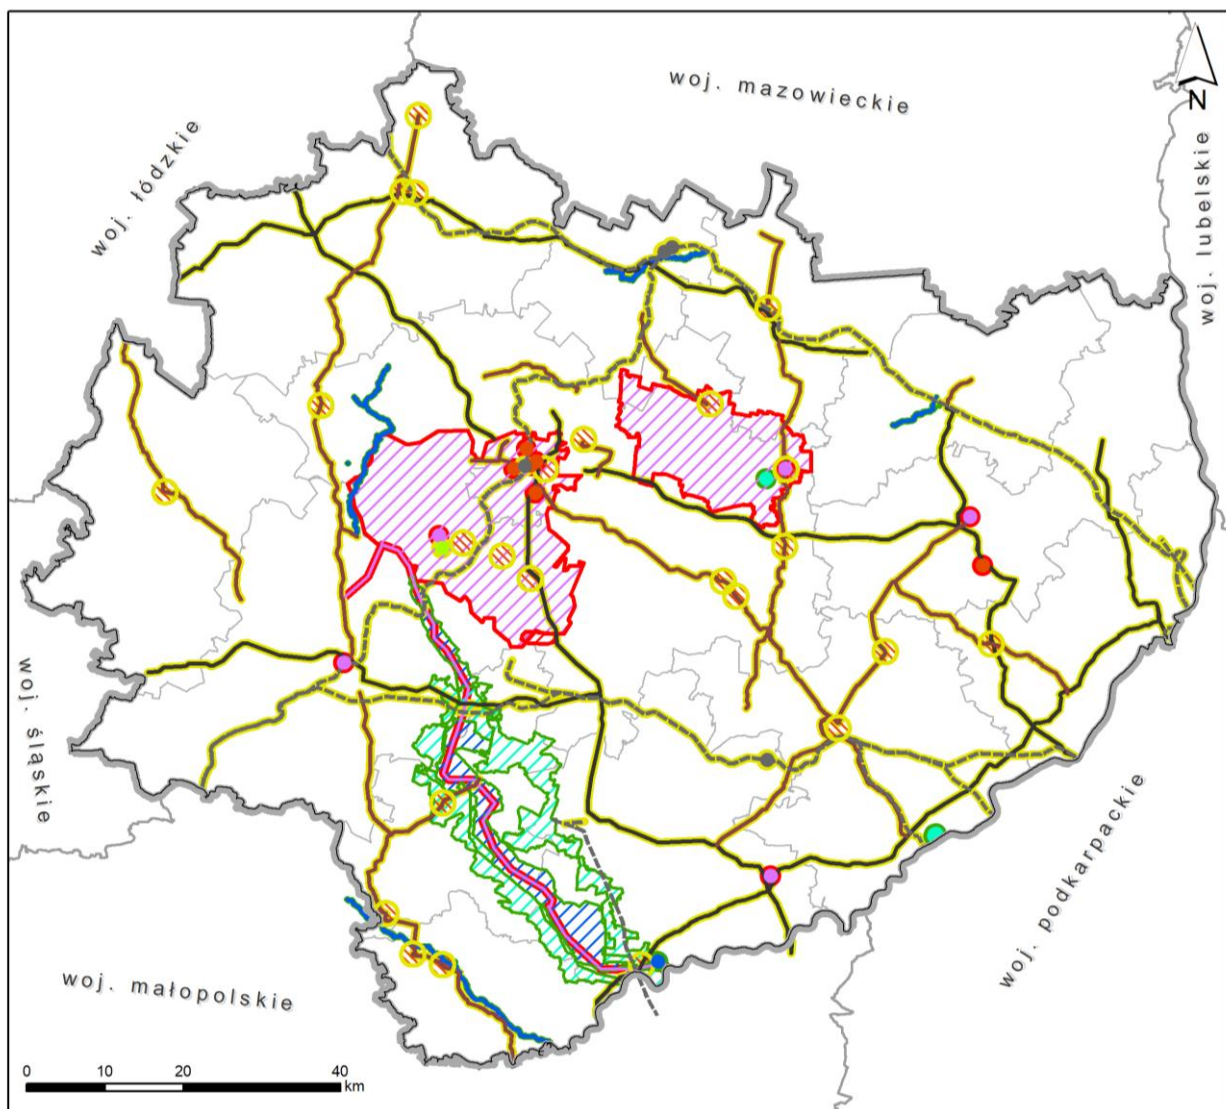 woj. mazowieckie
woj. łódzkie
woj. lubelskie
N
woj. śląskie
woj. podkarpackie
woj. małopolskie
0 10 20 40
km